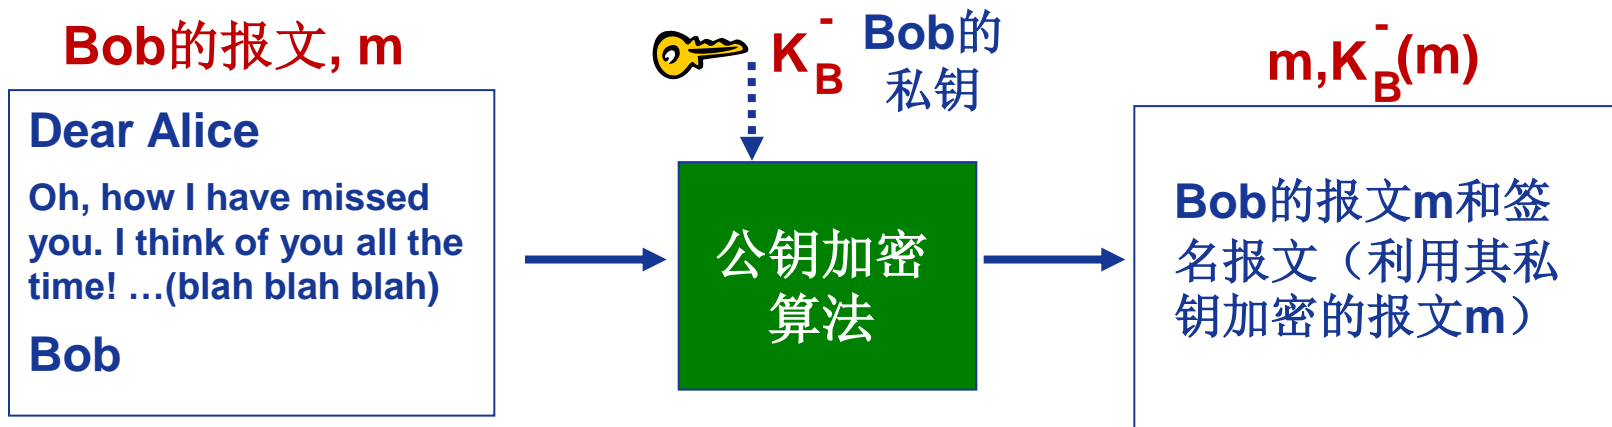 Bob的报文, m
Dear Alice
Oh, how I have missed
you. I think of you all the
time! …(blah blah blah)
Bob
K_B^-
Bob的
私钥
公钥加密
算法
m,K_B^-(m)
Bob的报文m和签
名报文（利用其私
钥加密的报文m）